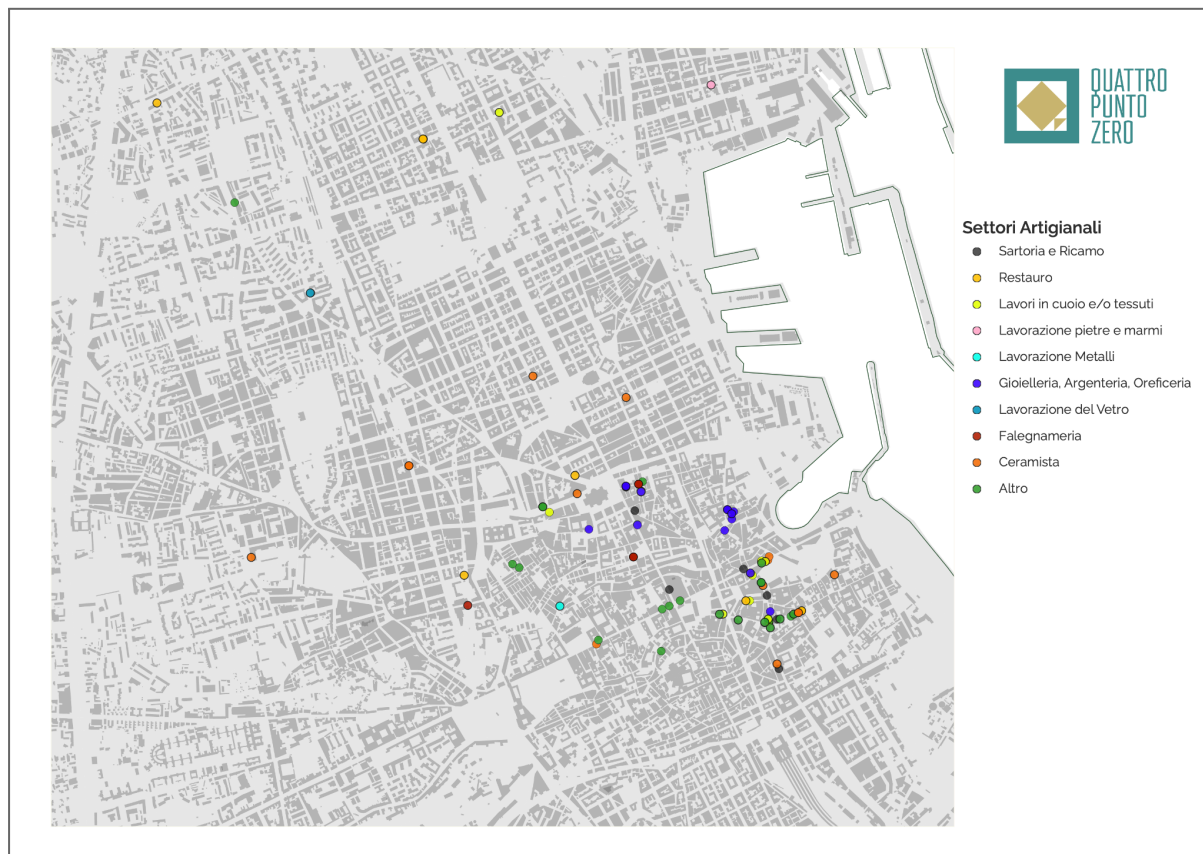 QUATTRO
PUNTO
ZERO
Settori Artigianali
Sartoria e Ricamo
Restauro
Lavori in cuoio e/o tessuti
Lavorazione pietre e marmi
Lavorazione Metalli
Gioielleria, Argenteria, Oreficeria
Lavorazione del Vetro
Falegnameria
Ceramista
Altro